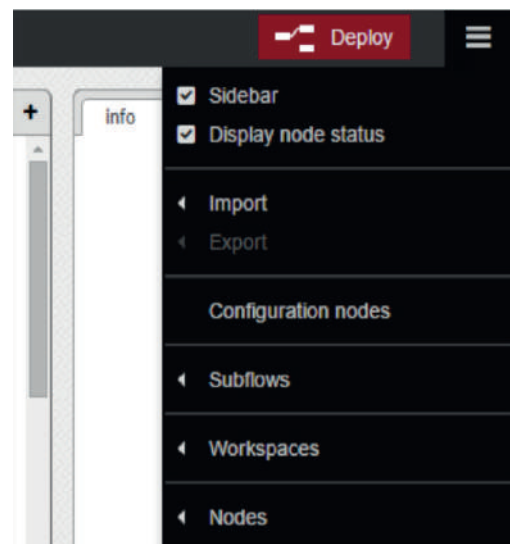 Deploy
+
info
Sidebar
Display node status
Import
Export
Configuration nodes
Subflows
Workspaces
Nodes